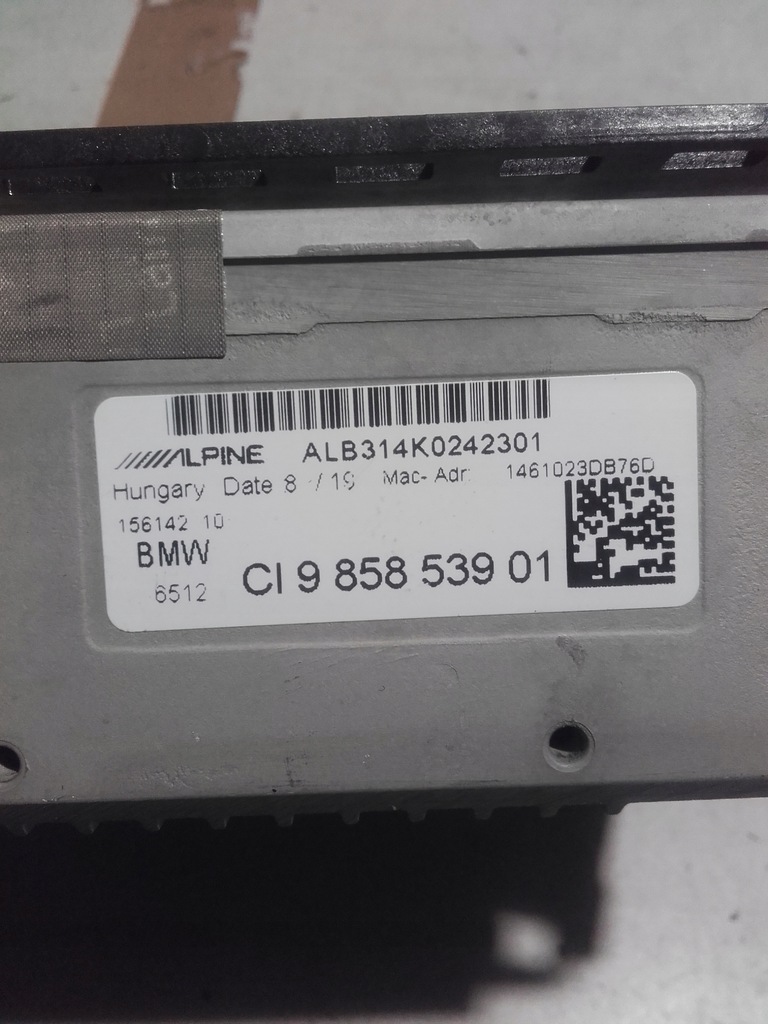 ALPINE ALB314K0242301
Hungary Date 8 / 19 Mac- Adr: 1461023DB76D
156142 10
BMW
6512 CI 9 858 539 01